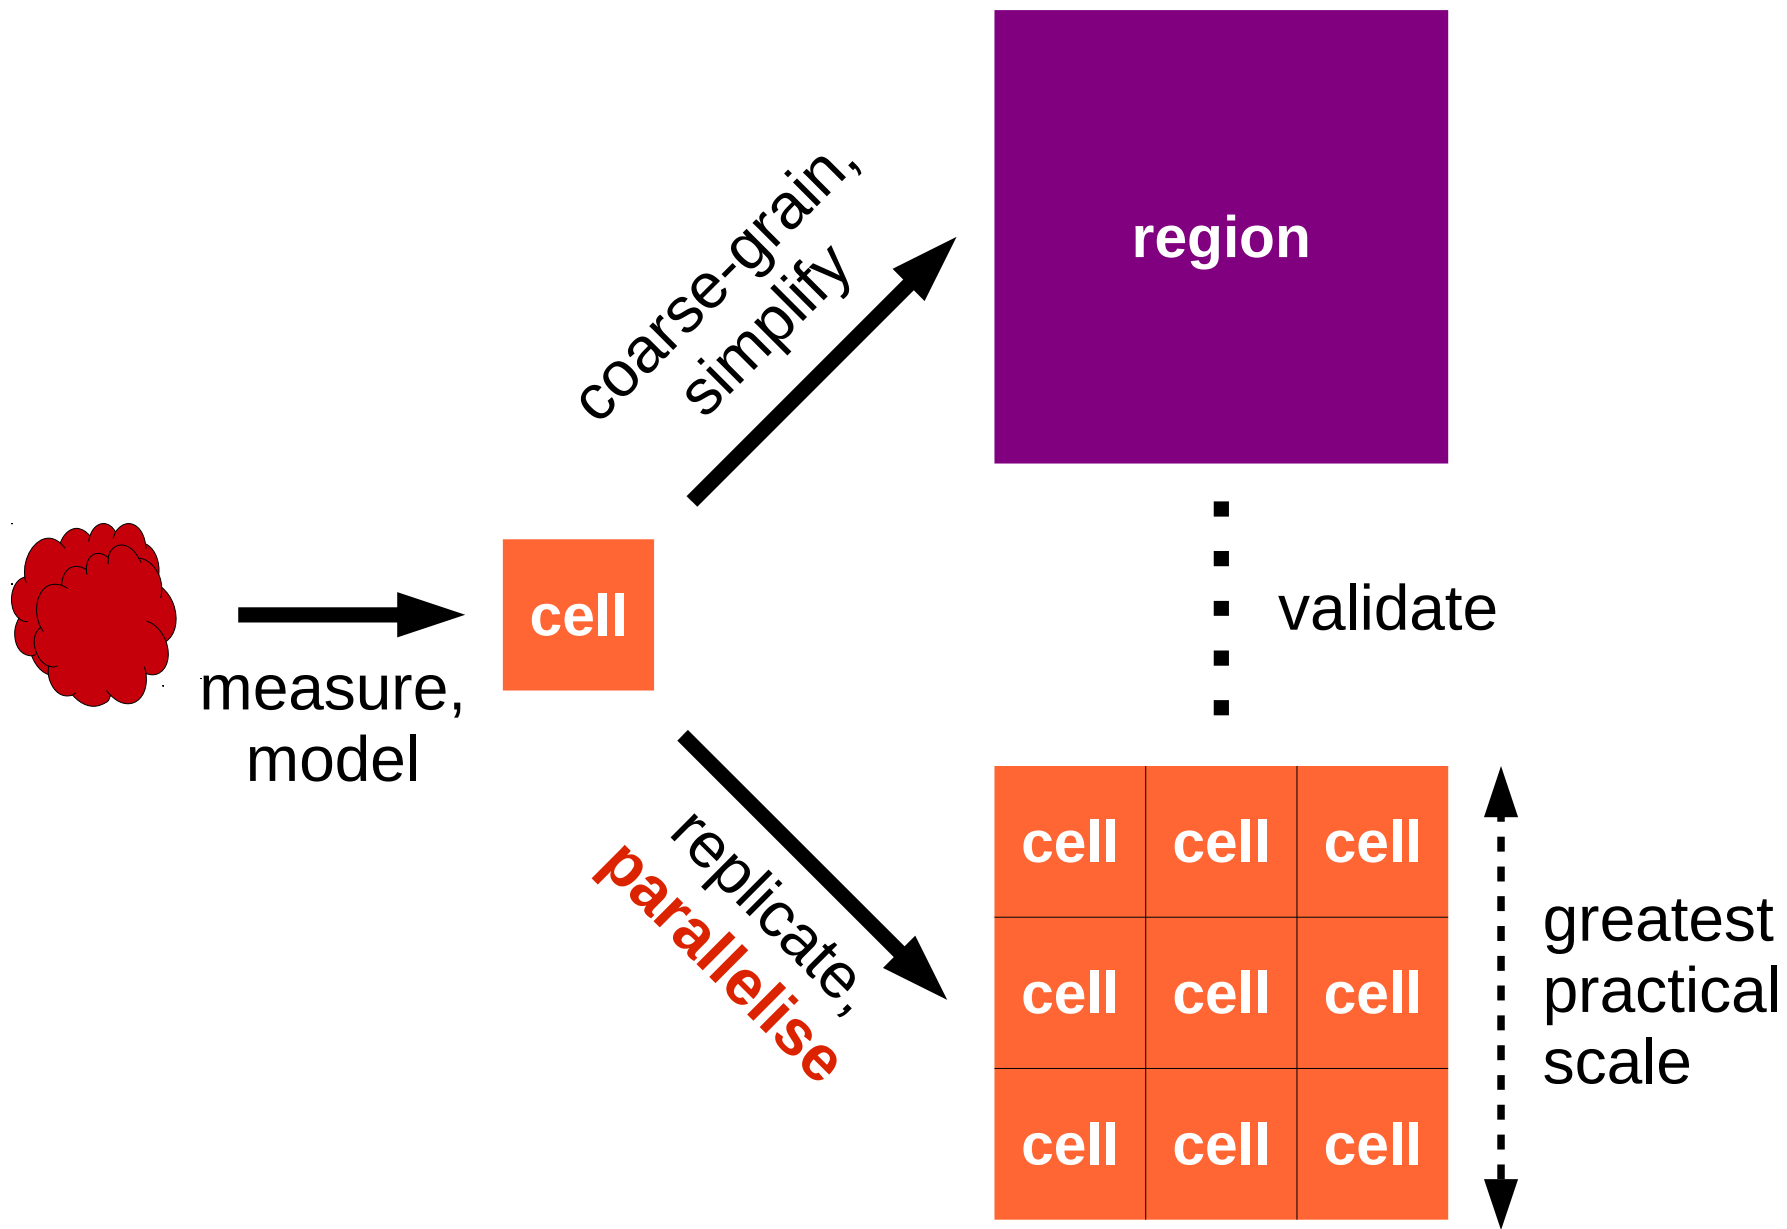 region
coarse-grain,
simplify
cell
measure,
model
validate
replicate,
parallelise
cell cell cell
cell cell cell
cell cell cell
greatest
practical
scale